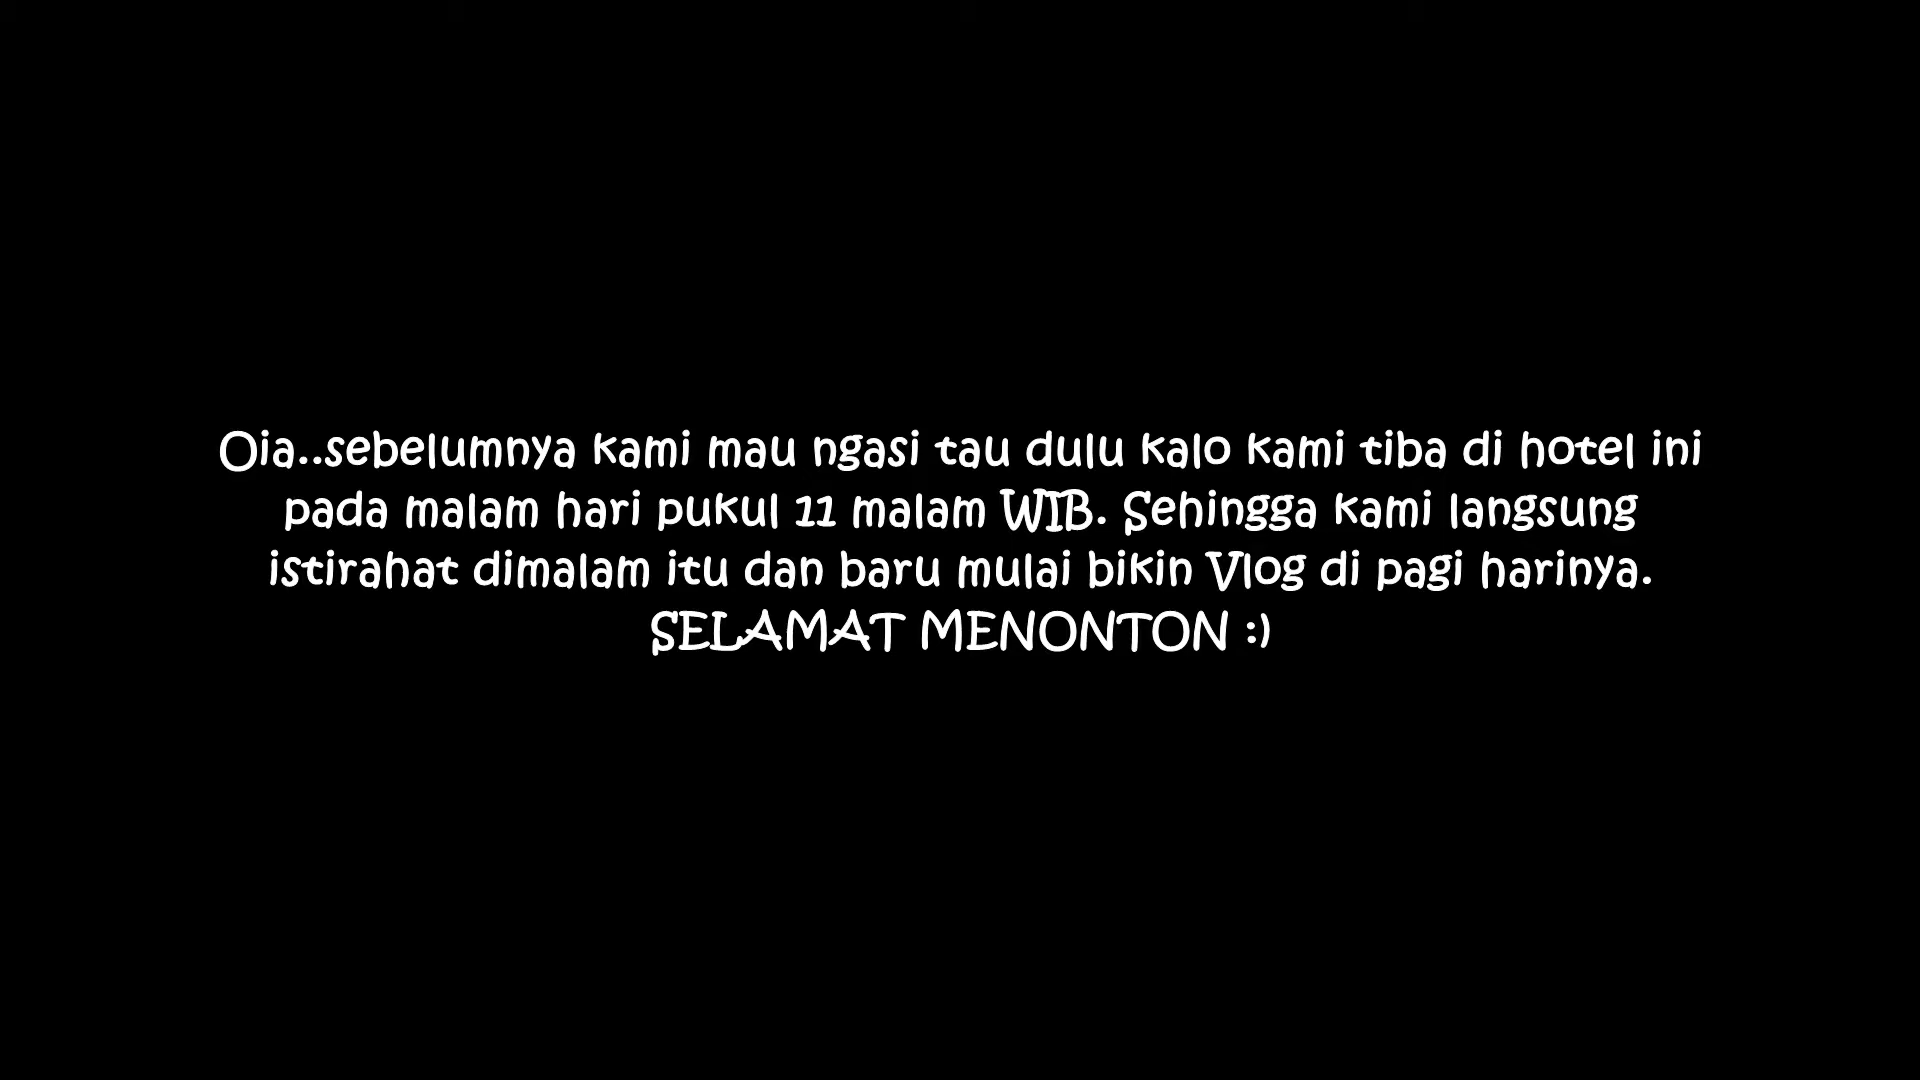 Oia..sebelumnya kami mau ngasi tau dulu kalo kami tiba di hotel ini
pada malam hari pukul 11 malam WIB. Sehingga kami langsung
istirahat dimalam itu dan baru mulai bikin Vlog di pagi harinya.
SELAMAT MENONTON :)